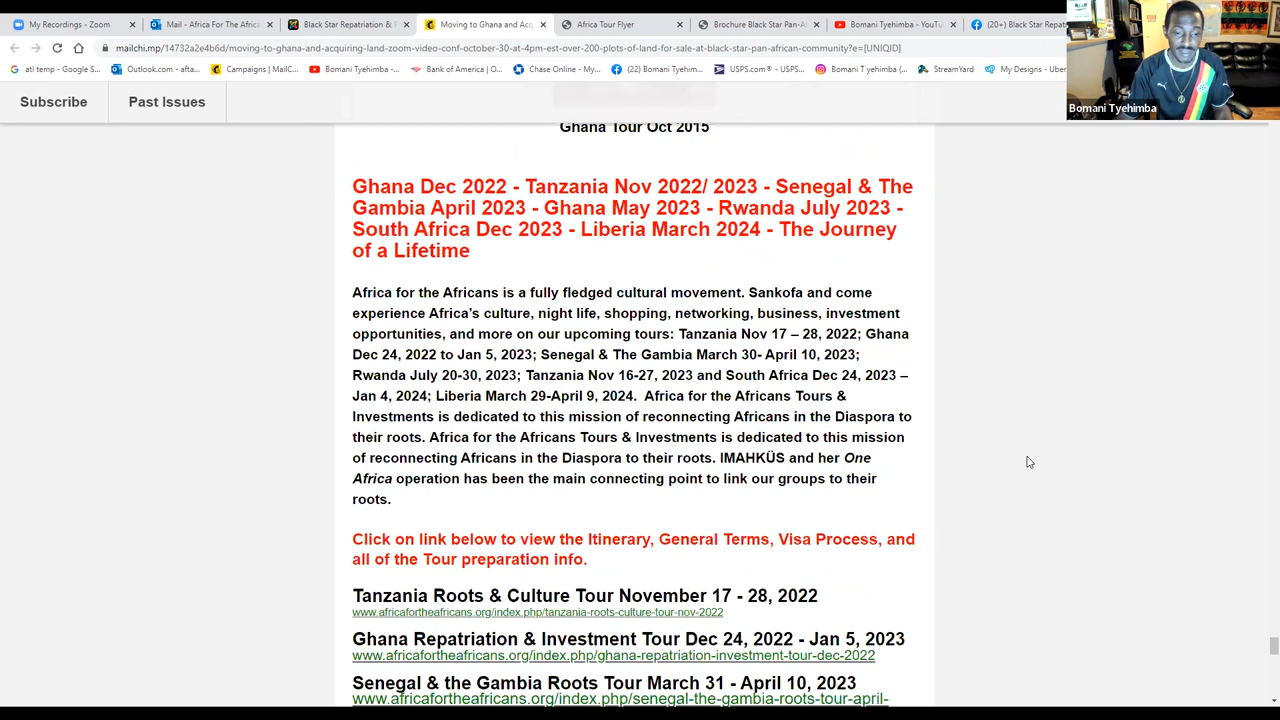 My Recordings - Zoom
Mail - Africa For The Africa
Black Star Repatriation & F
Moving to Ghana and Acq
Africa Tour Flyer
Brochure Black Star Pan-Al
Bomani Tyehimba - YouTu
(20+) Black Star Repat
mailchi.mp/14732a2e4b6d/moving-to-ghana-and-acquiring-land-zoom-video-conf-october-30-at-4pm-est-over-200-plots-of-land-for-sale-at-black-star-pan-african-community?e=[UNIQID]
atl temp - Google S...
Outlook.com - afta...
Campaigns | MailC...
Bomani Tyehimba -...
Bank of America | O...
Chase Online - My...
(22) Bomani Tyehim...
USPS.com® - USPS...
Bomani T yehimba (...
StreamYard
My Designs - Uber
Bomani Tyehimba
Subscribe
Past Issues
Ghana Tour Oct 2015
Ghana Dec 2022 - Tanzania Nov 2022/ 2023 - Senegal & The
Gambia April 2023 - Ghana May 2023 - Rwanda July 2023 -
South Africa Dec 2023 - Liberia March 2024 - The Journey
of a Lifetime
Africa for the Africans is a fully fledged cultural movement. Sankofa and come
experience Africa's culture, night life, shopping, networking, business, investment
opportunities, and more on our upcoming tours: Tanzania Nov 17 – 28, 2022; Ghana
Dec 24, 2022 to Jan 5, 2023; Senegal & The Gambia March 30- April 10, 2023;
Rwanda July 20-30, 2023; Tanzania Nov 16-27, 2023 and South Africa Dec 24, 2023 –
Jan 4, 2024; Liberia March 29-April 9, 2024.  Africa for the Africans Tours &
Investments is dedicated to this mission of reconnecting Africans in the Diaspora to
their roots. Africa for the Africans Tours & Investments is dedicated to this mission
of reconnecting Africans in the Diaspora to their roots. IMAHKÜS and her One
Africa operation has been the main connecting point to link our groups to their
roots.
Click on link below to view the Itinerary, General Terms, Visa Process, and
all of the Tour preparation info.
Tanzania Roots & Culture Tour November 17 - 28, 2022
www.africafortheafricans.org/index.php/tanzania-roots-culture-tour-nov-2022
Ghana Repatriation & Investment Tour Dec 24, 2022 - Jan 5, 2023
www.africafortheafricans.org/index.php/ghana-repatriation-investment-tour-dec-2022
Senegal & the Gambia Roots Tour March 31 - April 10, 2023
www.africafortheafricans.org/index.php/senegal-the-gambia-roots-tour-april-